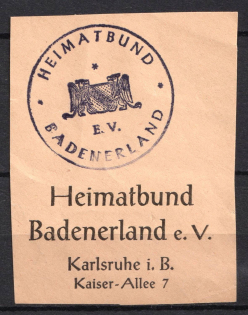 HEIMATBUND
E.V.
BADENERLAND
Heimatbund
Badenerland e. V.
Karlsruhe i. B.
Kaiser-Allee 7